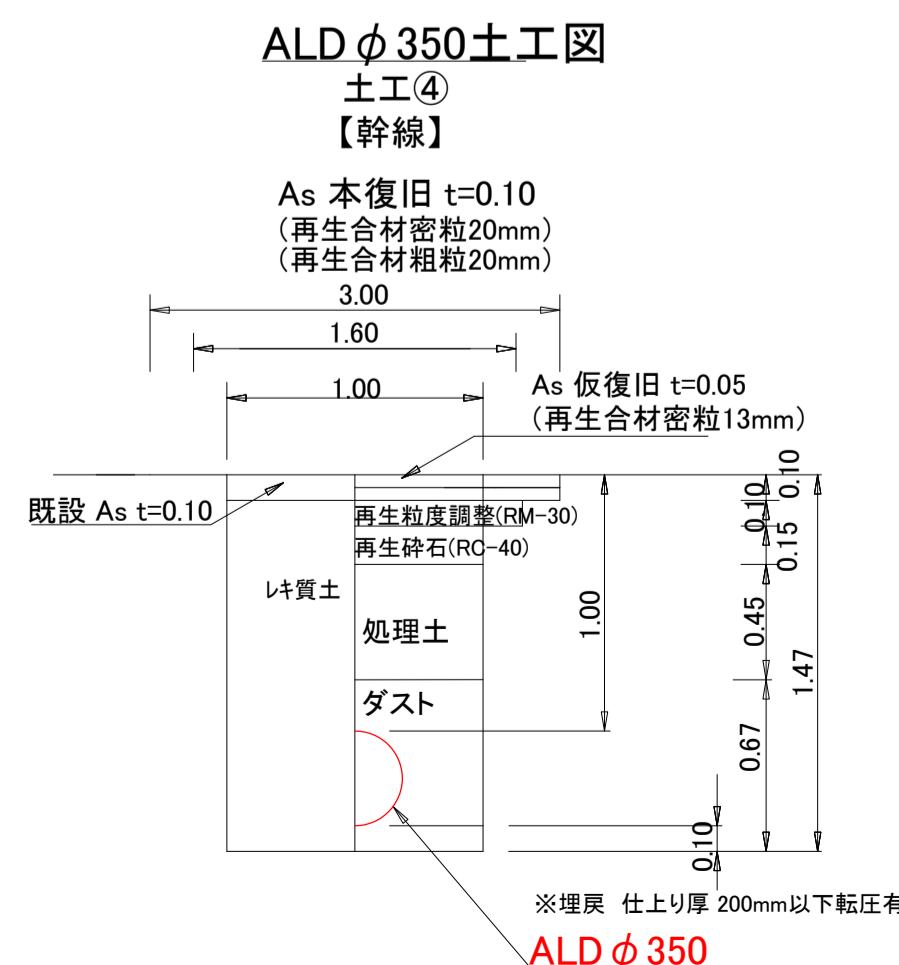 ALDφ350土工図
土工④
【幹線】
As 本復旧 t=0.10
（再生合材密粒20mm）
（再生合材粗粒20mm）
3.00
1.60
1.00
As 仮復旧 t=0.05
（再生合材密粒13mm）
既設 As t=0.10
再生粒度調整(RM-30)
再生砕石(RC-40)
レキ質土
処理土
ダスト
1.00
0.10
0.10
0.15
0.45
0.67
0.10
1.47
※埋戻 仕上り厚 200mm以下転圧有
ALDφ350